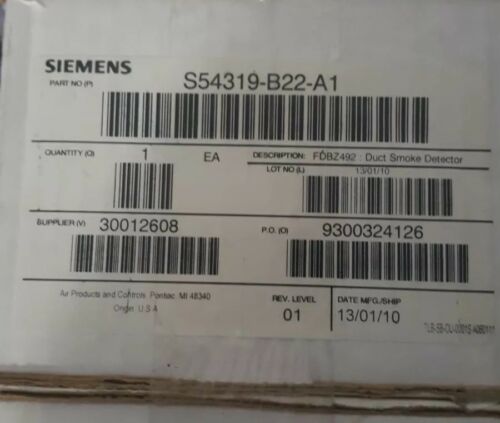 SIEMENS
PART NO (P) S54319-B22-A1
QUANTITY (Q) 1 EA DESCRIPTION: FDBZ492 : Duct Smoke Detector
LOT NO (L) 13/01/10
SUPPLIER (V) 30012608 P.O. (O) 9300324126
Air Products and Controls, Pontiac, MI 48340
Origin: U.S.A
REV. LEVEL 01
DATE MFG./SHIP 13/01/10